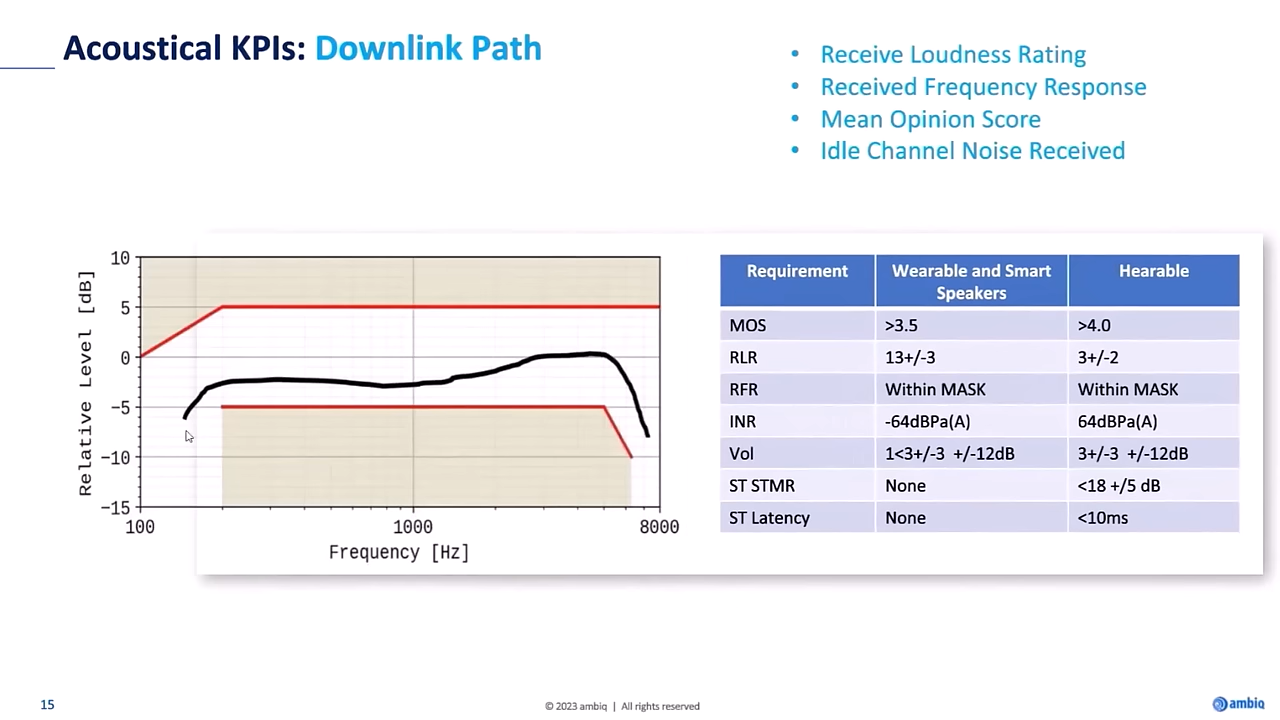 Acoustical KPIs: Downlink Path
• Receive Loudness Rating
• Received Frequency Response
• Mean Opinion Score
• Idle Channel Noise Received
Relative Level [dB]
10
5
0
−5
−10
−15
100
1000
8000
Frequency [Hz]
Requirement
Wearable and Smart
Speakers
Hearable
MOS >3.5 >4.0
RLR 13+/-3 3+/-2
RFR Within MASK Within MASK
INR -64dBPa(A) 64dBPa(A)
Vol 1<3+/-3 +/-12dB 3+/-3 +/-12dB
ST STMR None <18 +/5 dB
ST Latency None <10ms
15
© 2023 ambiq | All rights reserved
ambiq